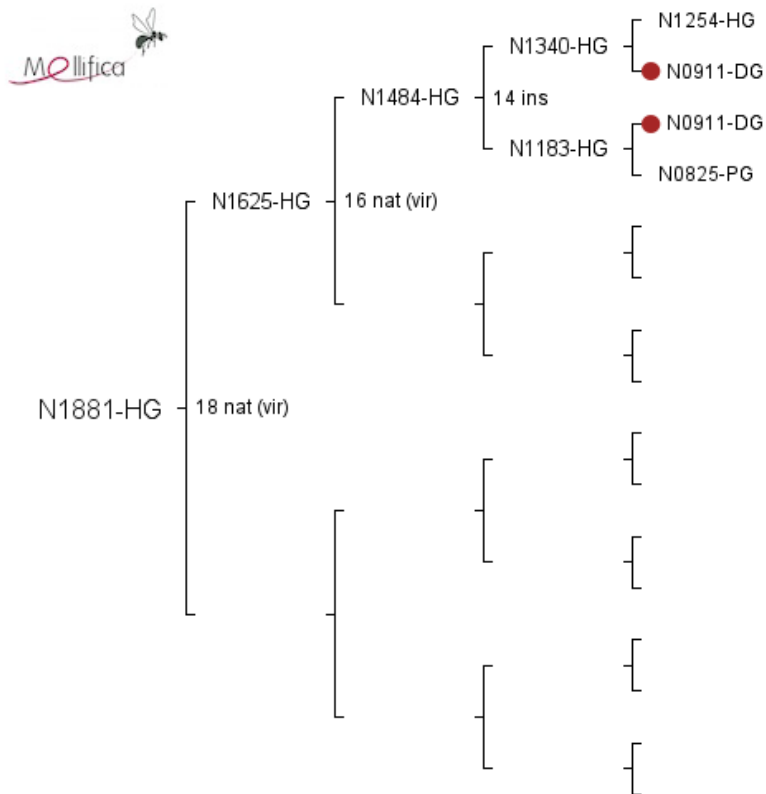 Mellifica
N1254-HG
N1340-HG
N0911-DG
N1484-HG
14 ins
N0911-DG
N1183-HG
N0825-PG
N1625-HG
16 nat (vir)
N1881-HG
18 nat (vir)